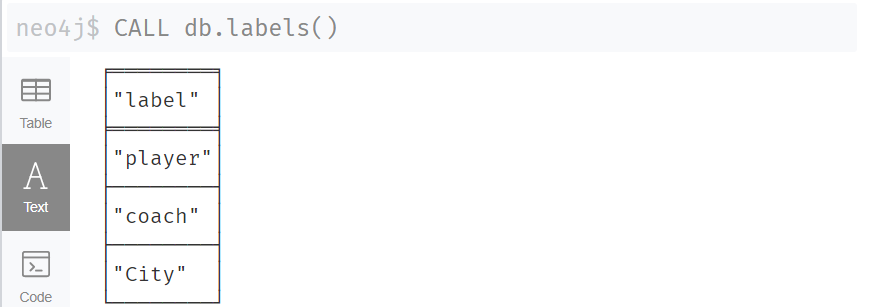 neo4j$ CALL db.labels()
"label"
Table
"player"
A
Text
"coach"
"City"
Code